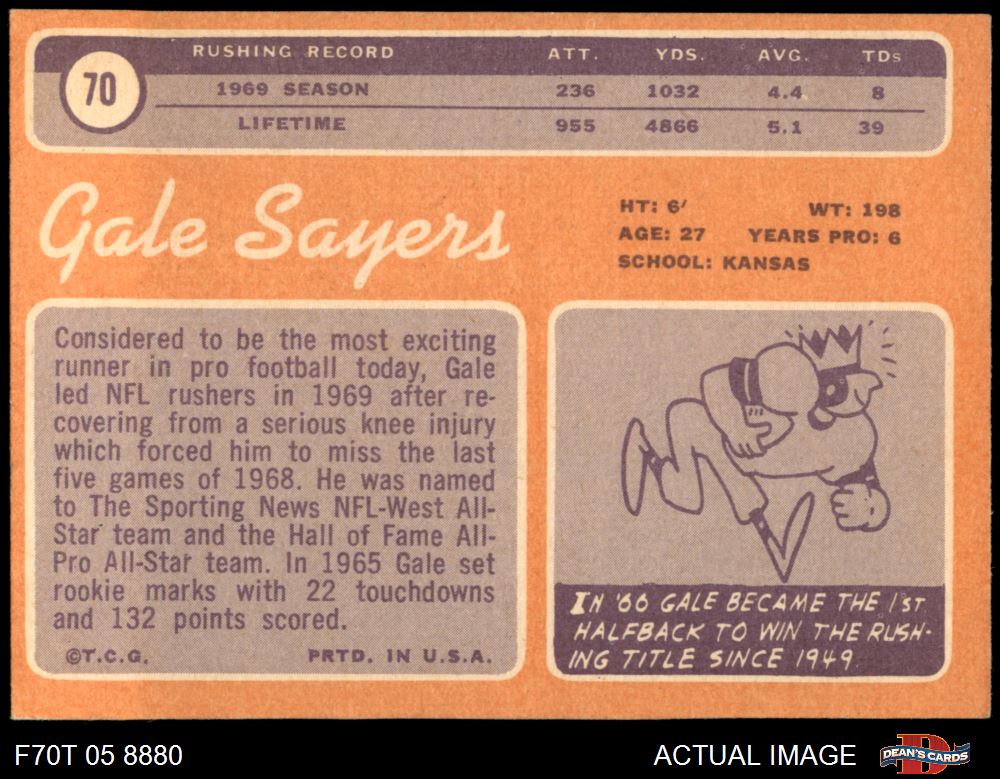 70
RUSHING RECORD ATT. YDS. AVG. TDs
1969 SEASON 236 1032 4.4 8
LIFETIME 955 4866 5.1 39
Gale Sayers
HT: 6' WT: 198
AGE: 27 YEARS PRO: 6
SCHOOL: KANSAS
Considered to be the most exciting
runner in pro football today, Gale
led NFL rushers in 1969 after re-
covering from a serious knee injury
which forced him to miss the last
five games of 1968. He was named
to The Sporting News NFL-West All-
Star team and the Hall of Fame All-
Pro All-Star team. In 1965 Gale set
rookie marks with 22 touchdowns
and 132 points scored.
©T.C.G. PRTD. IN U.S.A.
IN '66 GALE BECAME THE 1ST
HALFBACK TO WIN THE RUSH-
ING TITLE SINCE 1949.
F70T 05 8880 ACTUAL IMAGE
D
DEAN'S CARDS